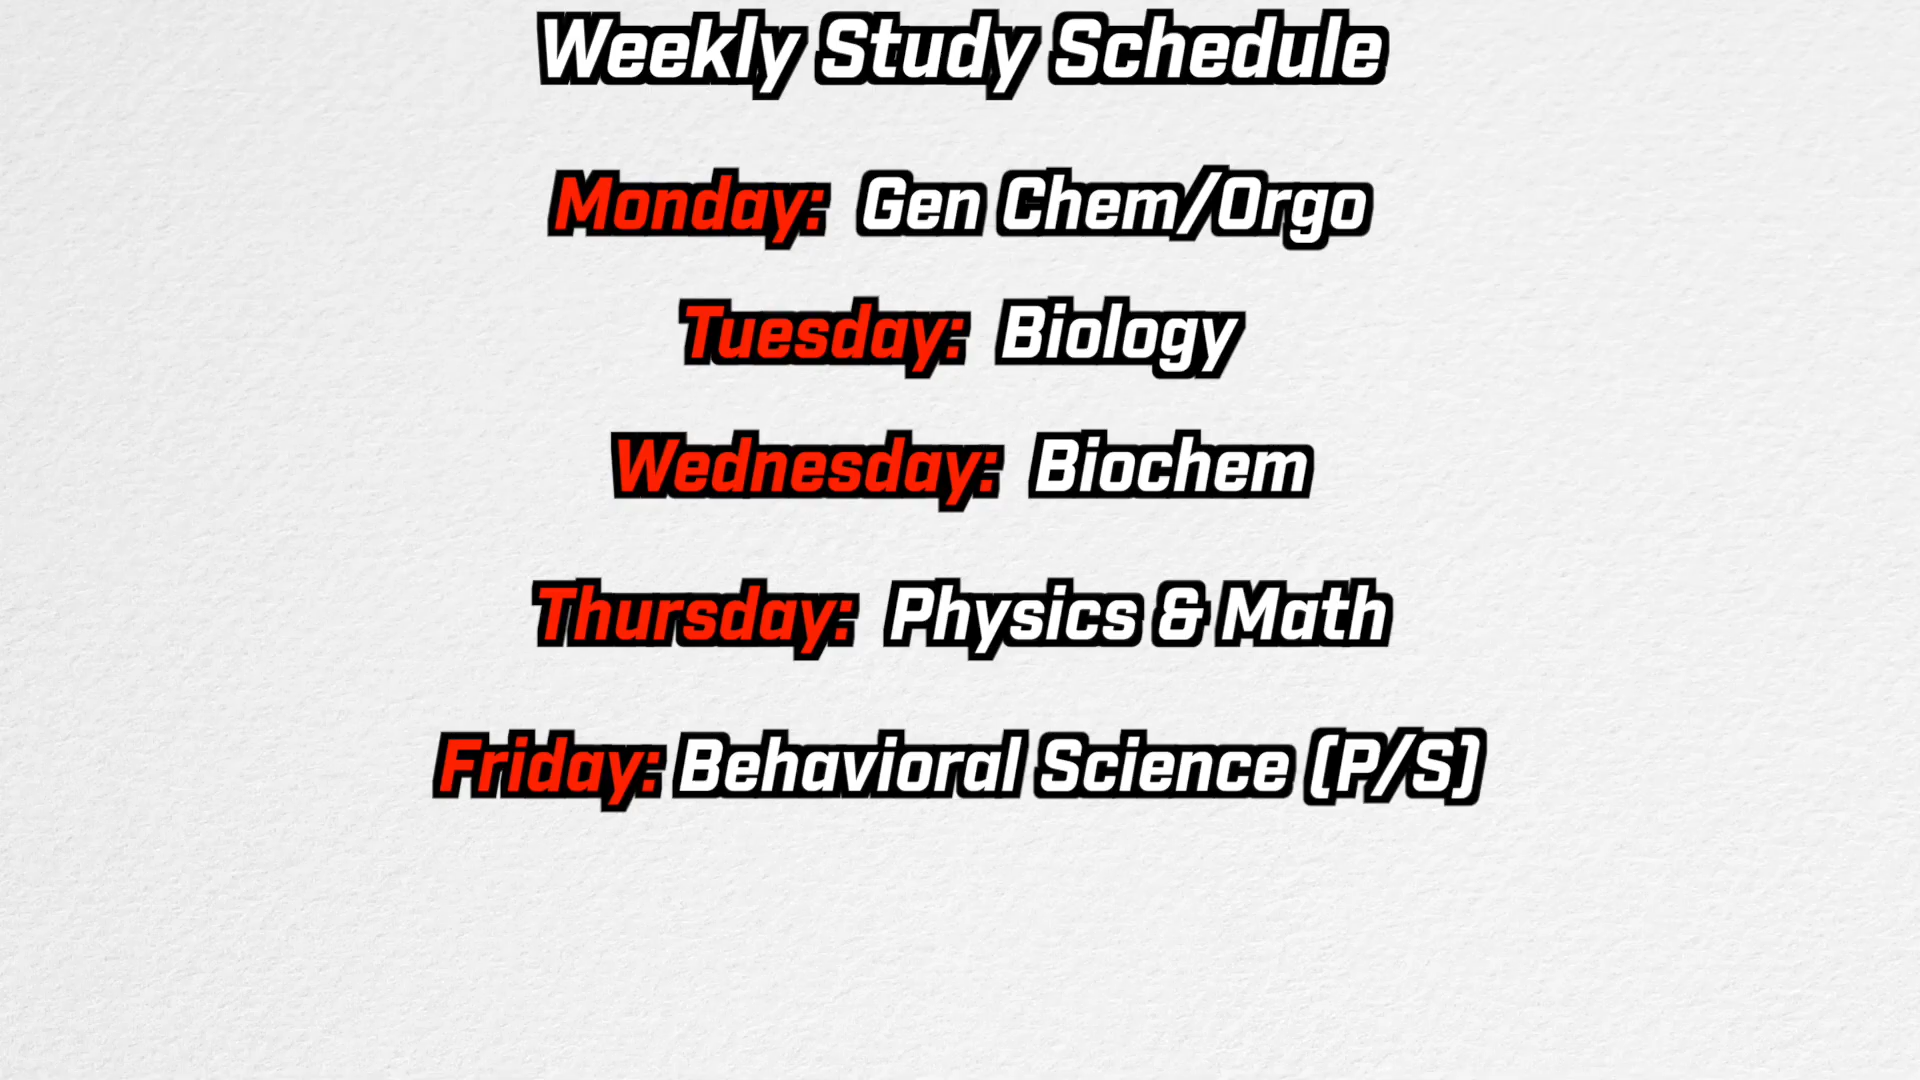 Weekly Study Schedule
Monday: Gen Chem/Orgo
Tuesday: Biology
Wednesday: Biochem
Thursday: Physics & Math
Friday: Behavioral Science (P/S)